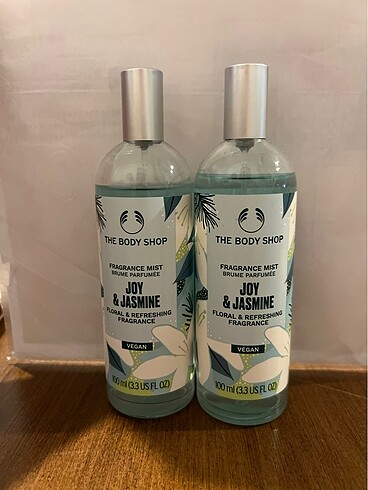 THE BODY SHOP
FRAGRANCE MIST
BRUME PARFUMÉE
JOY
& JASMINE
FLORAL & REFRESHING
FRAGRANCE
VEGAN
100 ml (3.3 US FL OZ)
THE BODY SHOP
FRAGRANCE MIST
BRUME PARFUMÉE
JOY
& JASMINE
FLORAL & REFRESHING
FRAGRANCE
VEGAN
100 ml (3.3 US FL OZ)